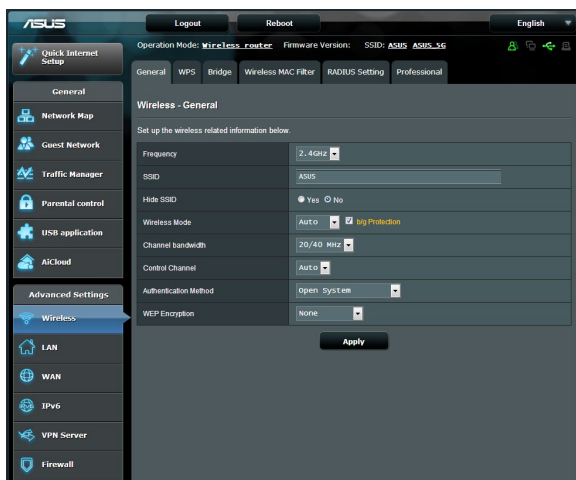 ASUS
Logout
Reboot
English
Quick Internet Setup
Operation Mode: Wireless router Firmware Version: SSID: ASUS ASUS_5G
General WPS Bridge Wireless MAC Filter RADIUS Setting Professional
General
Network Map
Guest Network
Traffic Manager
Parental control
USB application
AiCloud
Advanced Settings
Wireless
LAN
WAN
IPv6
VPN Server
Firewall
Wireless - General
Set up the wireless related information below.
Frequency 2.4GHz
SSID ASUS
Hide SSID Yes No
Wireless Mode Auto b/g Protection
Channel bandwidth 20/40 MHz
Control Channel Auto
Authentication Method Open System
WEP Encryption None
Apply